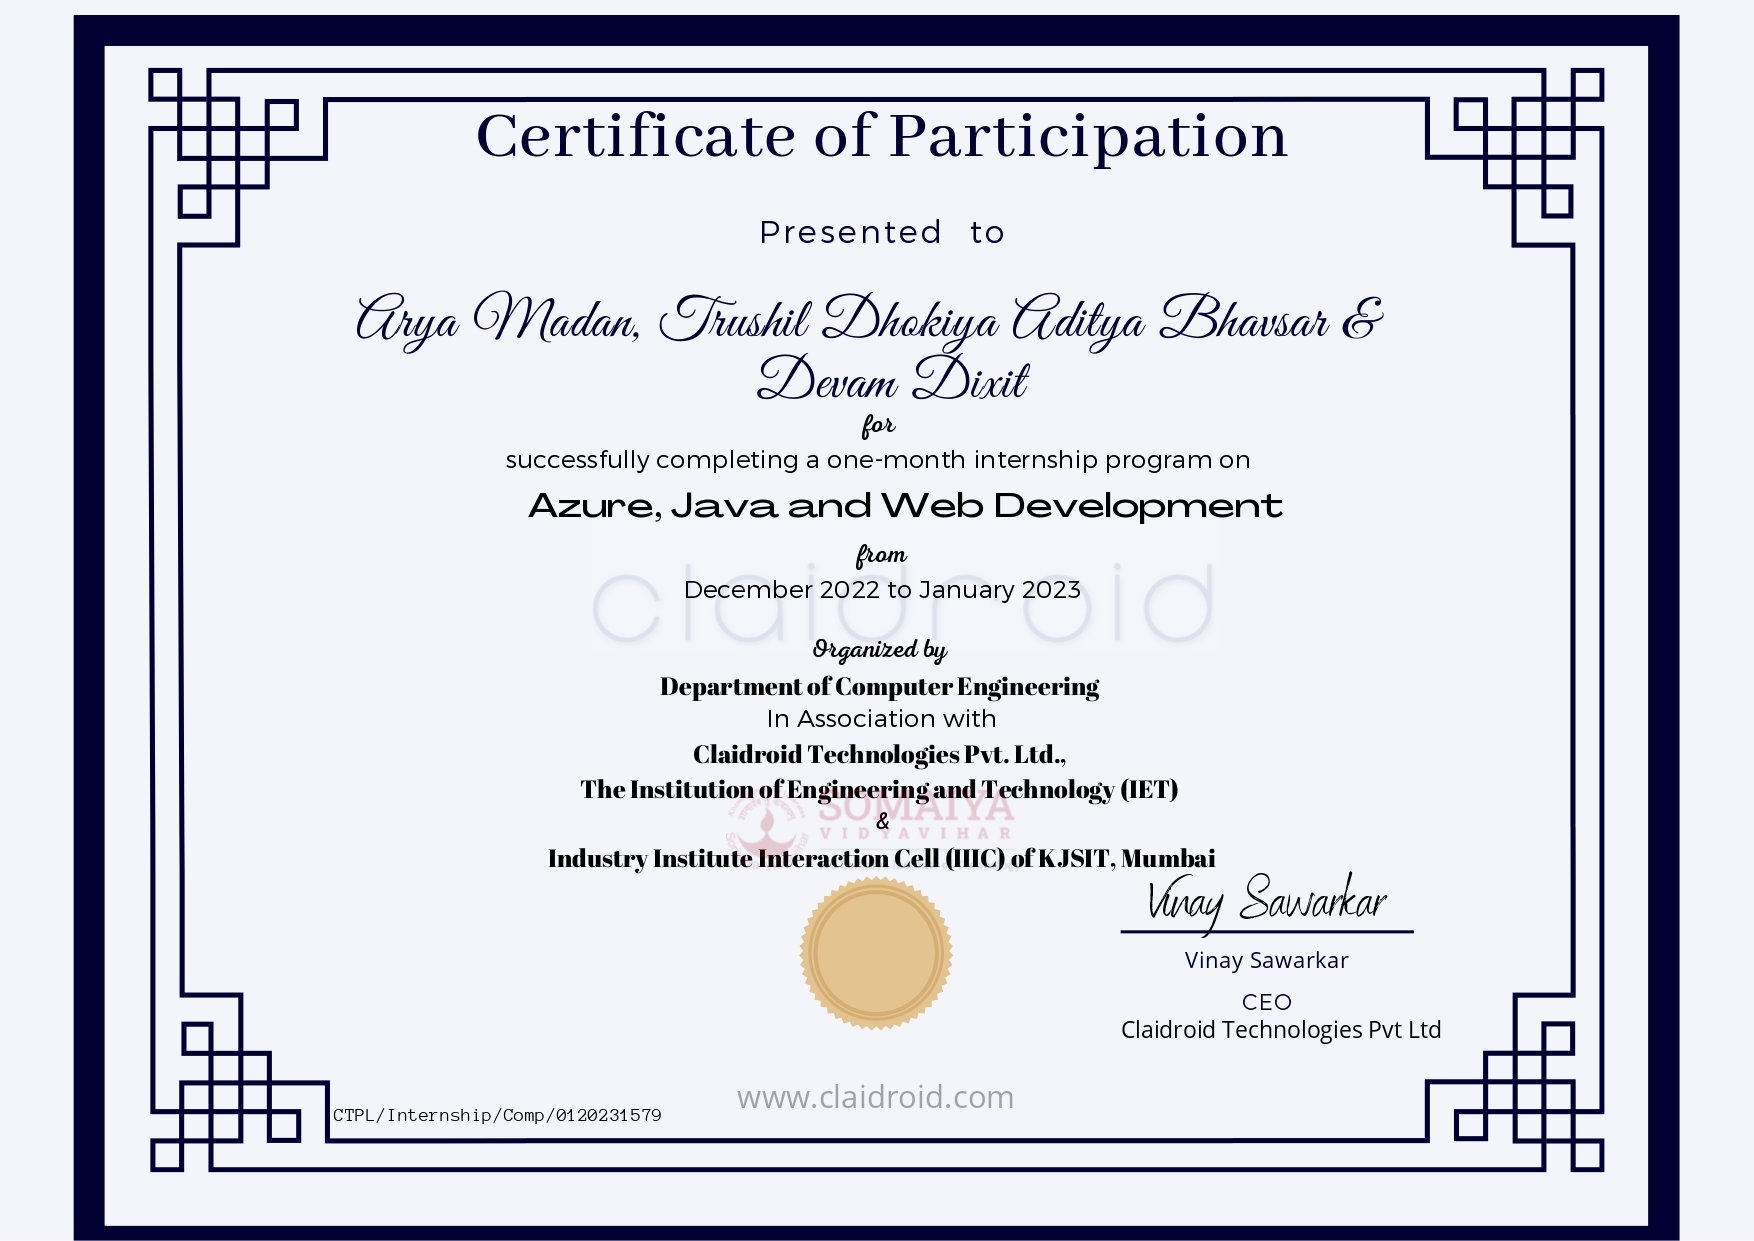 Certificate of Participation
Presented to
Arya Madan, Trushil Dhokiya Aditya Bhavsar &
Devam Dixit
for
successfully completing a one-month internship program on
Azure, Java and Web Development
from
claidroid
December 2022 to January 2023
Organized by
Department of Computer Engineering
In Association with
Claidroid Technologies Pvt. Ltd.,
The Institution of Engineering and Technology (IET)
SOMAIYA
&
VIDYAVIHAR
Industry Institute Interaction Cell (IIIC) of KJSIT, Mumbai
Vinay Sawarkar
Vinay Sawarkar
CEO
Claidroid Technologies Pvt Ltd
www.claidroid.com
CTPL/Internship/Comp/0120231579